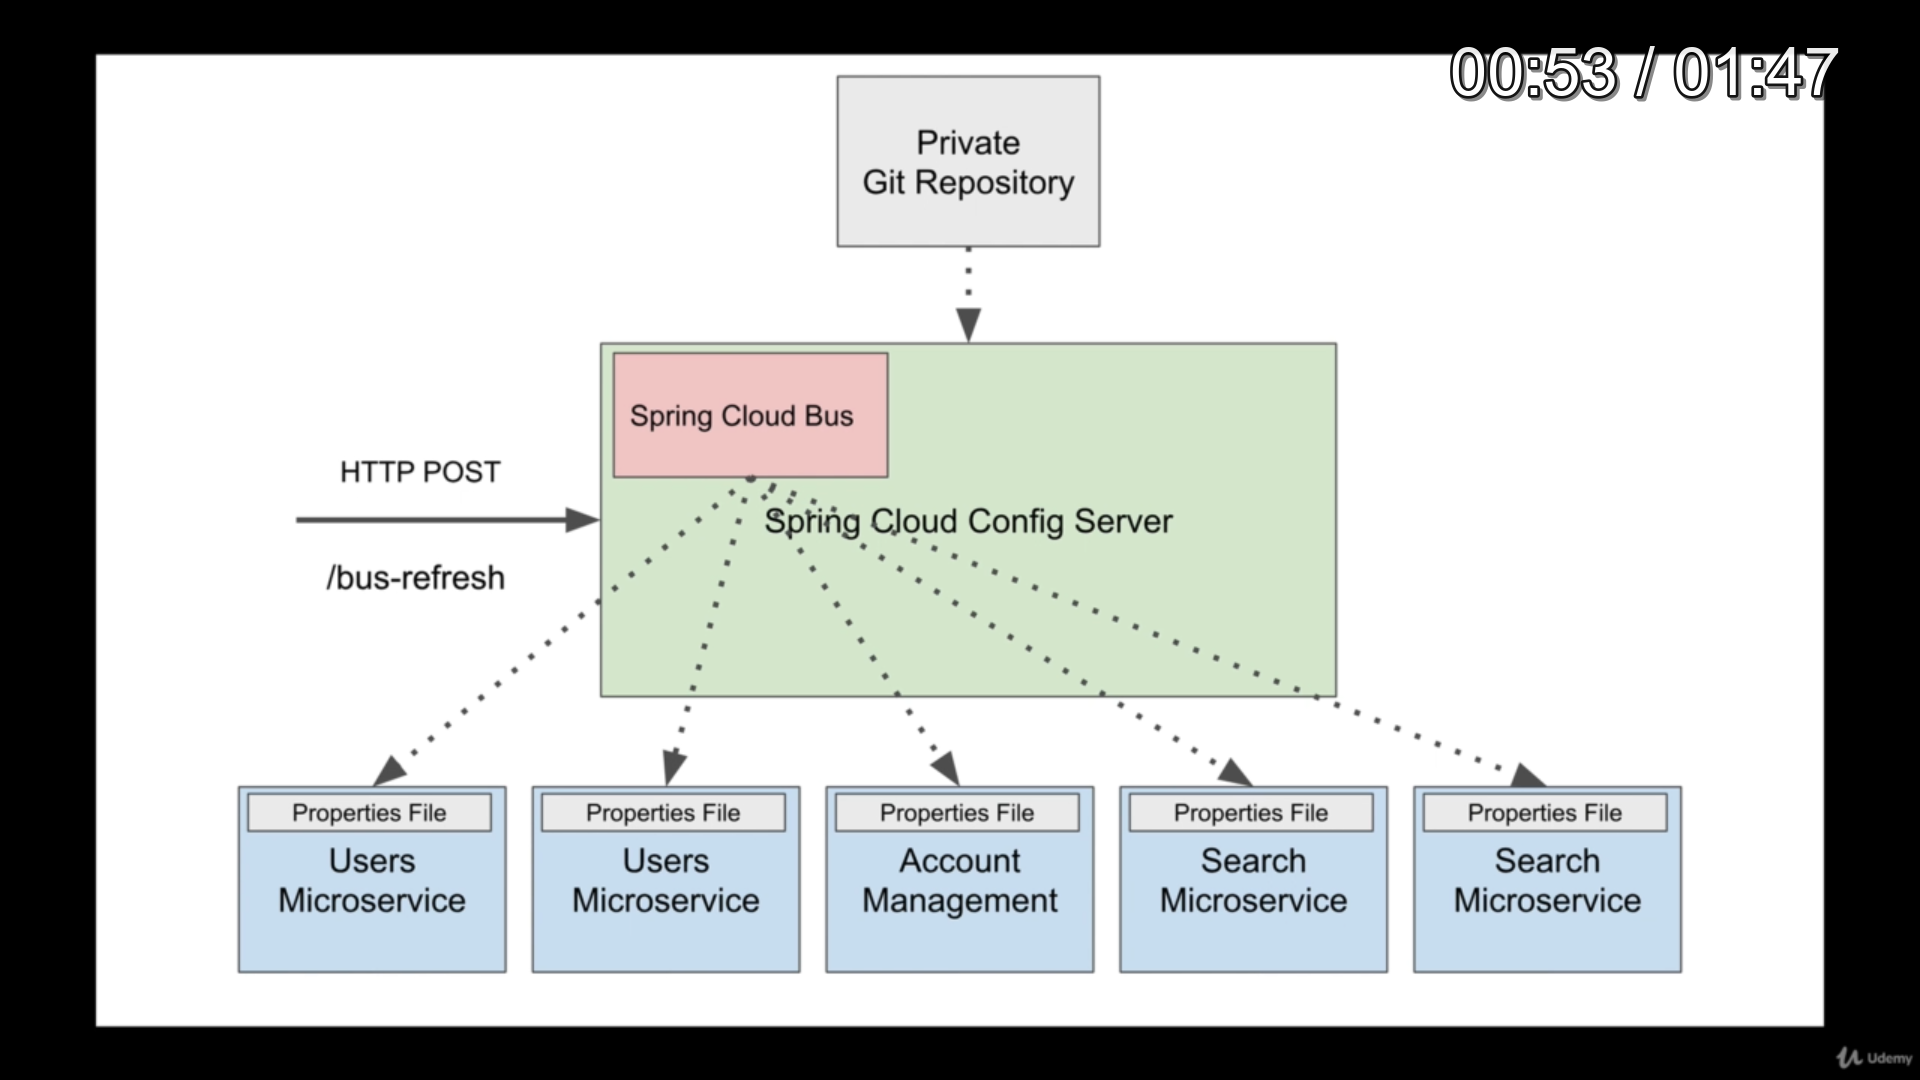 00:53 / 01:47
Private
Git Repository
Spring Cloud Bus
HTTP POST
Spring Cloud Config Server
/bus-refresh
Properties File
Users
Microservice
Properties File
Users
Microservice
Properties File
Account
Management
Properties File
Search
Microservice
Properties File
Search
Microservice
Udemy